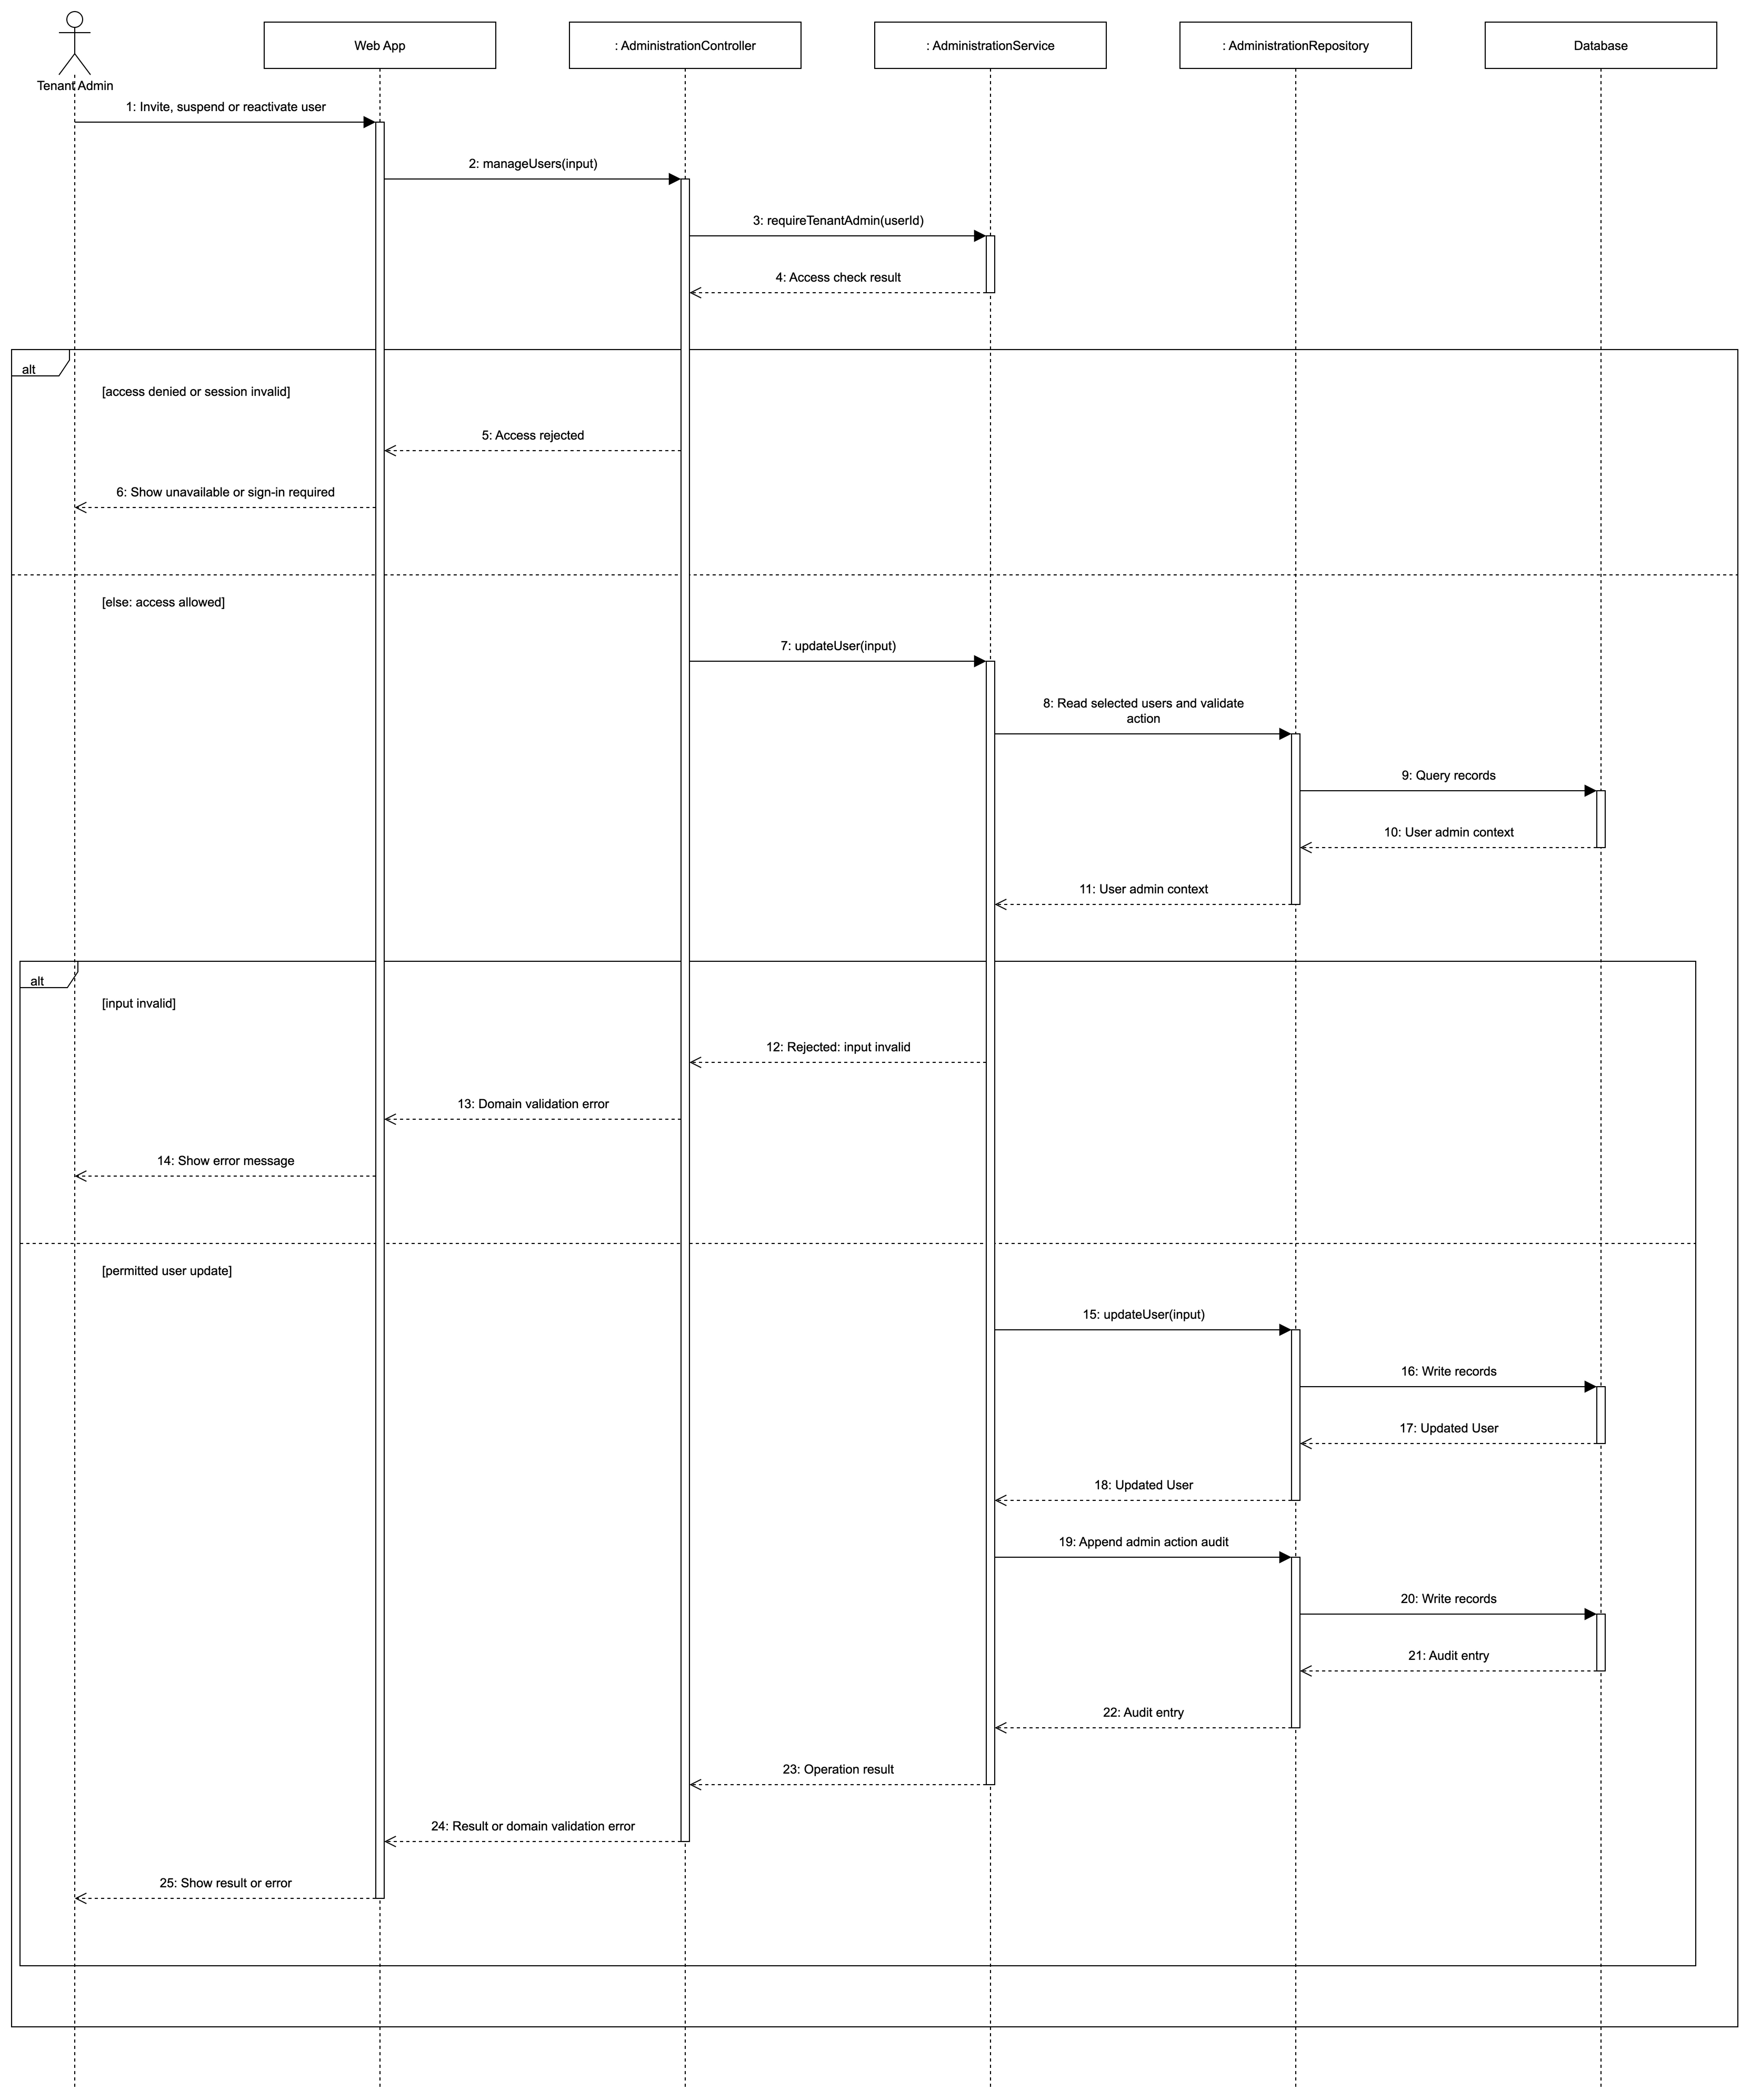 Tenant Admin
Web App
: AdministrationController
: AdministrationService
: AdministrationRepository
Database
1: Invite, suspend or reactivate user
2: manageUsers(input)
3: requireTenantAdmin(userId)
4: Access check result
alt
[access denied or session invalid]
5: Access rejected
6: Show unavailable or sign-in required
[else: access allowed]
7: updateUser(input)
8: Read selected users and validate
action
9: Query records
10: User admin context
11: User admin context
alt
[input invalid]
12: Rejected: input invalid
13: Domain validation error
14: Show error message
[permitted user update]
15: updateUser(input)
16: Write records
17: Updated User
18: Updated User
19: Append admin action audit
20: Write records
21: Audit entry
22: Audit entry
23: Operation result
24: Result or domain validation error
25: Show result or error